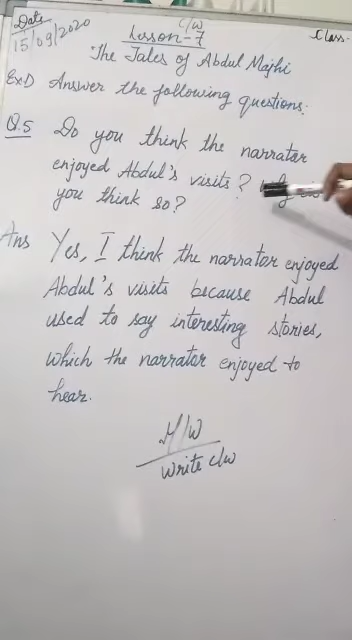 Date
15/09/2020
C/W
Class-
Lesson-7
The Tales of Abdul Majhi
Ex D Answer the following questions.
Q.5 Do you think the narrator
enjoyed Abdul's visits?
you think so?
Ans Yes, I think the narrator enjoyed
Abdul's visits because Abdul
used to say interesting stories,
which the narrator enjoyed to
hear.
H/W
Write c/w